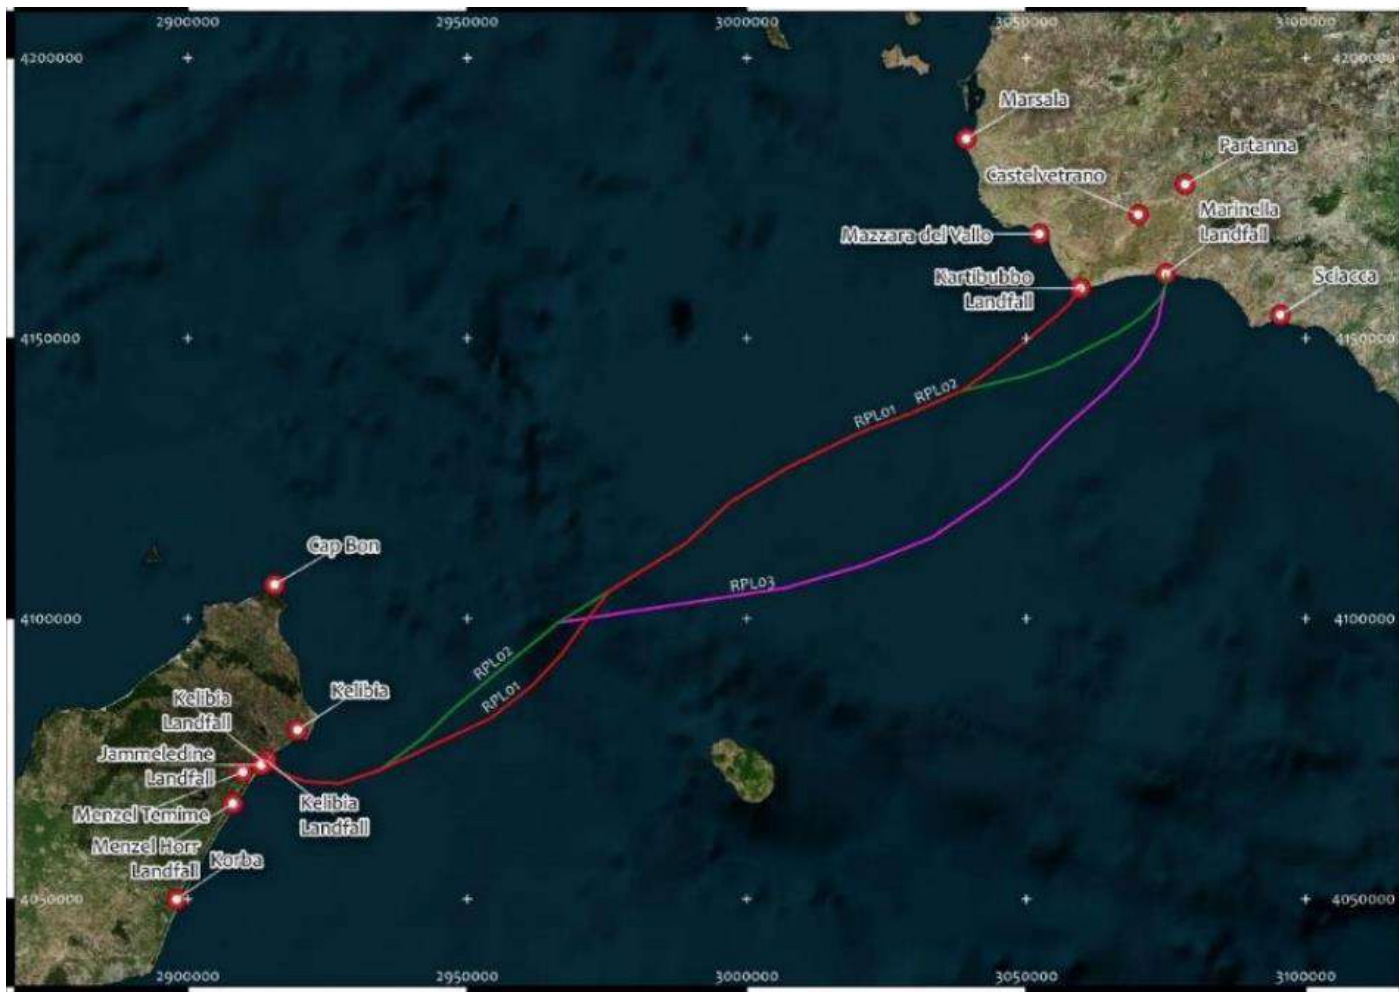 2900000 2950000 3000000 3050000 3100000
4200000 4200000
Marsala
Partanna
Castelvetrano
Marinella
Landfall
Mazzara del Vallo
Kartibubbo
Landfall
Sciacca
4150000 4150000
RPL01 RPL02
Cap Bon
RPL03
4100000 4100000
RPL02
RPL01
Kelibia
Kelibia
Landfall
Jammeledine
Landfall
Menzel Temime
Kelibia
Landfall
Menzel Horr
Landfall
Korba
4050000 4050000
2900000 2950000 3000000 3050000 3100000